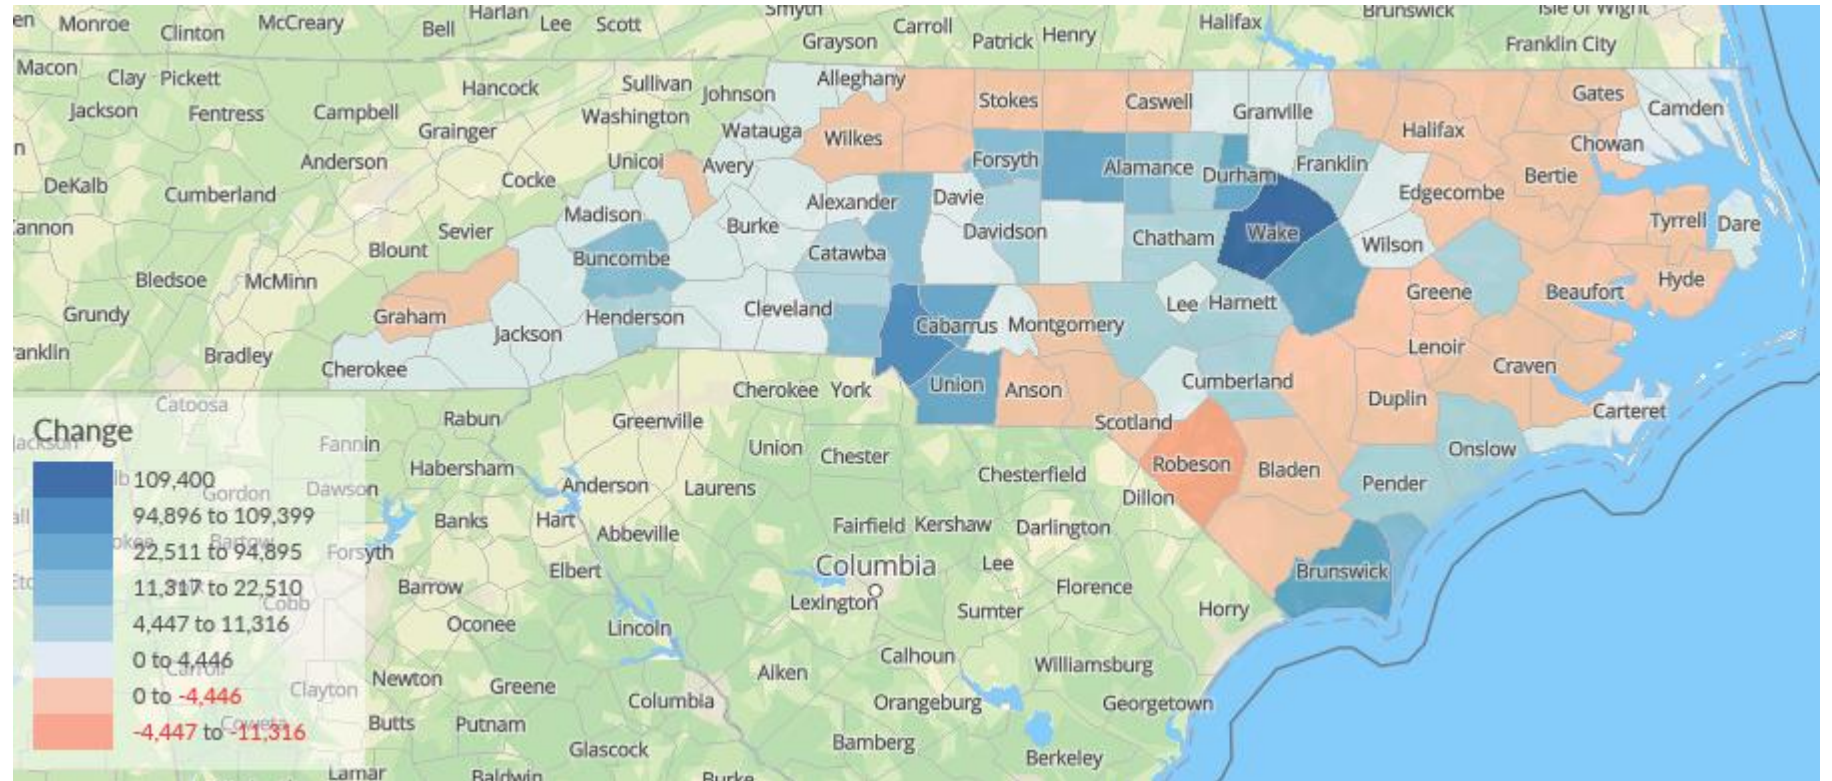 Monroe Clinton McCreary Bell Harlan Lee Scott Smyth Grayson Carroll Patrick Henry Halifax Brunswick Isle of Wight
Franklin City
Macon Clay Pickett Hancock Sullivan Johnson Alleghany Stokes Caswell Granville Gates Camden
Jackson Fentress Campbell Grainger Washington Watauga Wilkes Halifax Chowan
Anderson Unicoi Avery Forsyth Alamance Durham Franklin Bertie
DeKalb Cumberland Cocke Alexander Davie Edgecombe
Cannon Sevier Madison Burke Davidson Chatham Wake Wilson Tyrrell Dare
Blount Buncombe Catawba
Bledsoe McMinn Greene Beaufort Hyde
Grundy Graham Jackson Henderson Cleveland Cabarrus Montgomery Lee Harnett
Bradley Cherokee Lenoir Craven
Cherokee York Union Anson Cumberland Duplin
Catoosa Rabun Greenville Scotland Carteret
Change
Fannin Union Chester Onslow
Habersham Chesterfield Robeson Bladen Pender
109,400
Gordon Dawson Anderson Laurens Dillon
94,896 to 109,399
Banks Hart Abbeville Fairfield Kershaw Darlington
22,511 to 94,895
Bartow Forsyth Columbia Lee Brunswick
11,317 to 22,510
Cobb Barrow Elbert Lexington Florence
4,447 to 11,316
Oconee Lincoln Sumter Horry
0 to 4,446
Carroll Calhoun Williamsburg
0 to -4,446
Clayton Newton Greene Aiken Columbia Orangeburg Georgetown
-4,447 to -11,316
Coweta Butts Putnam Glascock Bamberg Berkeley
Lamar Baldwin Burke